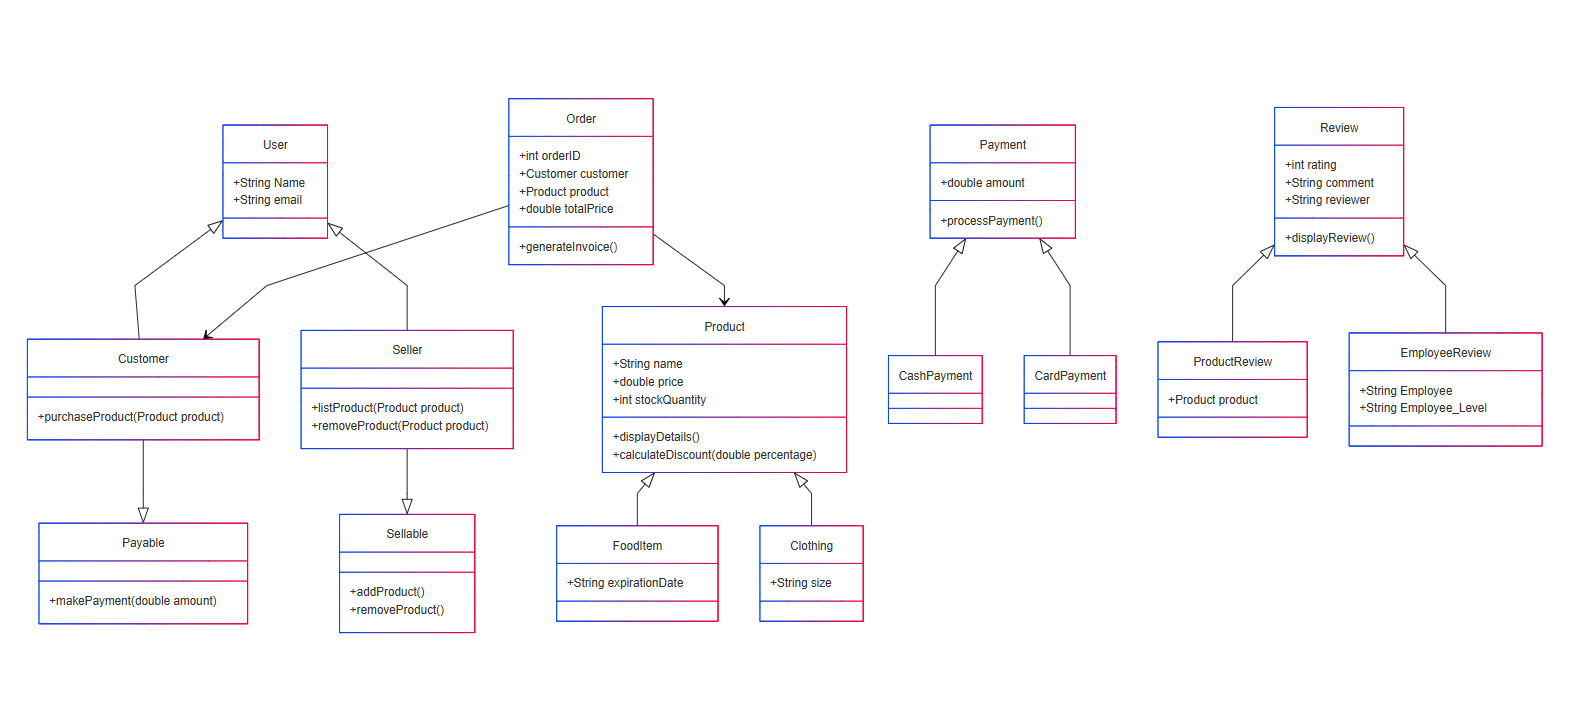 User
+String Name
+String email
Order
+int orderID
+Customer customer
+Product product
+double totalPrice
+generateInvoice()
Payment
+double amount
+processPayment()
Review
+int rating
+String comment
+String reviewer
+displayReview()
Customer
+purchaseProduct(Product product)
Seller
+listProduct(Product product)
+removeProduct(Product product)
Product
+String name
+double price
+int stockQuantity
+displayDetails()
+calculateDiscount(double percentage)
CashPayment
CardPayment
ProductReview
+Product product
EmployeeReview
+String Employee
+String Employee_Level
Payable
+makePayment(double amount)
Sellable
+addProduct()
+removeProduct()
FoodItem
+String expirationDate
Clothing
+String size